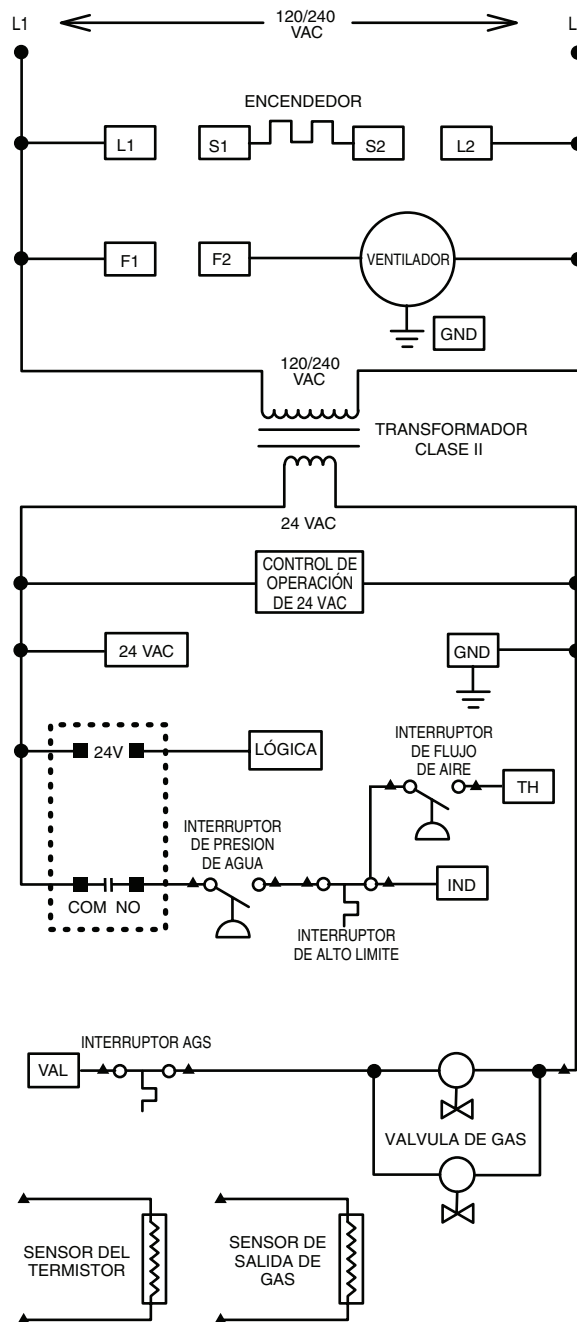 L1
120/240
VAC
L
ENCENDEDOR
L1
S1
S2
L2
F1
F2
VENTILADOR
GND
120/240
VAC
TRANSFORMADOR
CLASE II
24 VAC
CONTROL DE
OPERACIÓN
DE 24 VAC
24 VAC
GND
24V
LÓGICA
INTERRUPTOR
DE FLUJO
DE AIRE
TH
INTERRUPTOR
DE PRESION
DE AGUA
COM NO
IND
INTERRUPTOR
DE ALTO LIMITE
INTERRUPTOR AGS
VAL
VALVULA DE GAS
SENSOR DEL
TERMISTOR
SENSOR DE
SALIDA DE
GAS